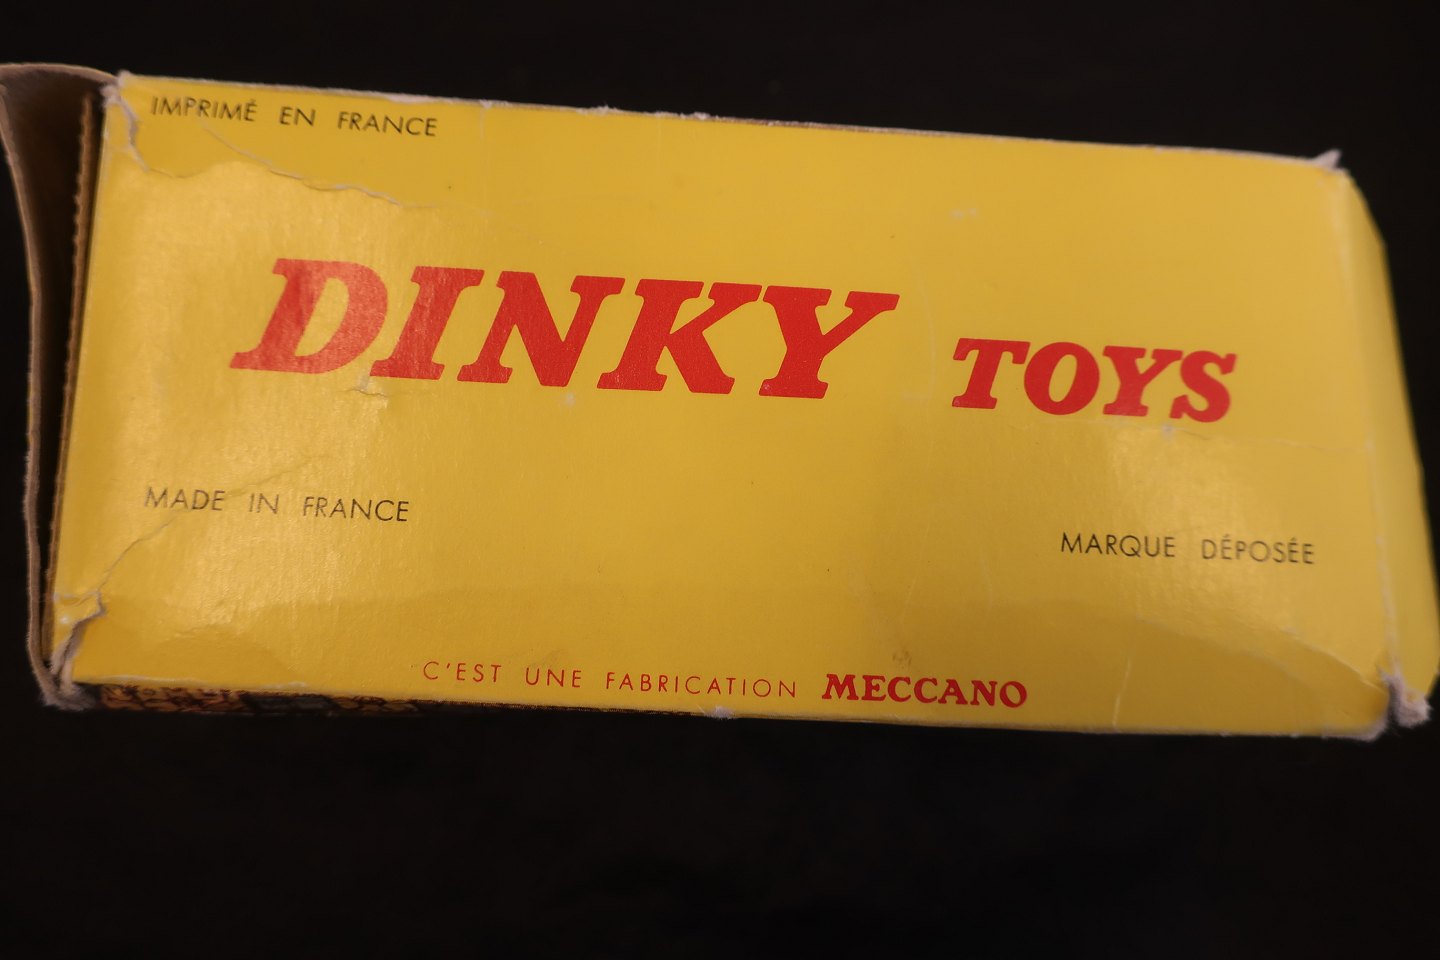 IMPRIMÉ EN FRANCE
DINKY TOYS
MADE IN FRANCE
MARQUE DÉPOSÉE
C'EST UNE FABRICATION MECCANO